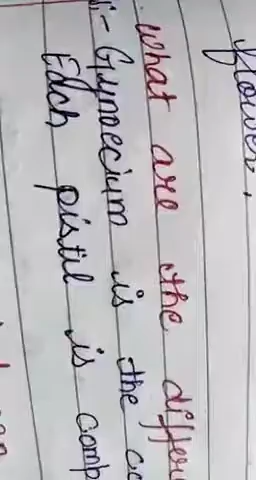 flower,
what are the differ
:- Gynoecium is the co
Each pistil is comp